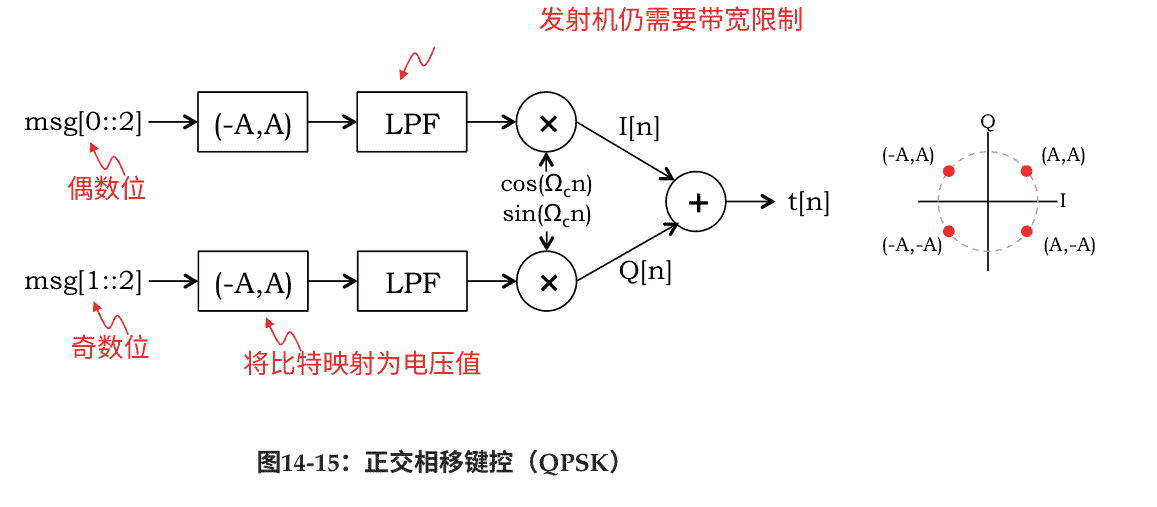 发射机仍需要带宽限制
msg[0::2]
(-A,A)
LPF
×
I[n]
偶数位
cos(Ωcn)
sin(Ωcn)
+
t[n]
msg[1::2]
(-A,A)
LPF
×
Q[n]
奇数位
将比特映射为电压值
Q
(-A,A)
(A,A)
I
(-A,-A)
(A,-A)
图14-15：正交相移键控（QPSK）